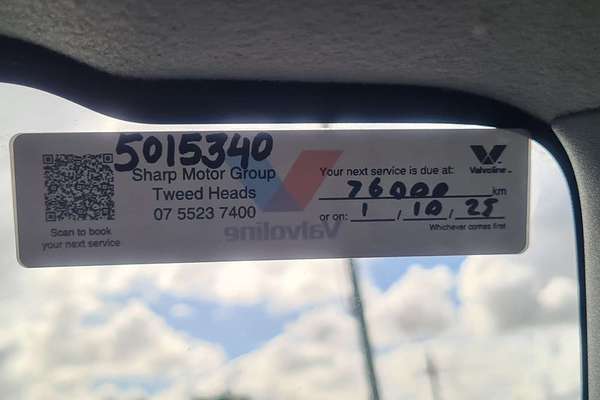 5015340
Sharp Motor Group
Tweed Heads
07 5523 7400
Scan to book
your next service
Valvoline
Your next service is due at:
76000 km
or on: 1 / 10 / 25
Whichever comes first
Valvoline